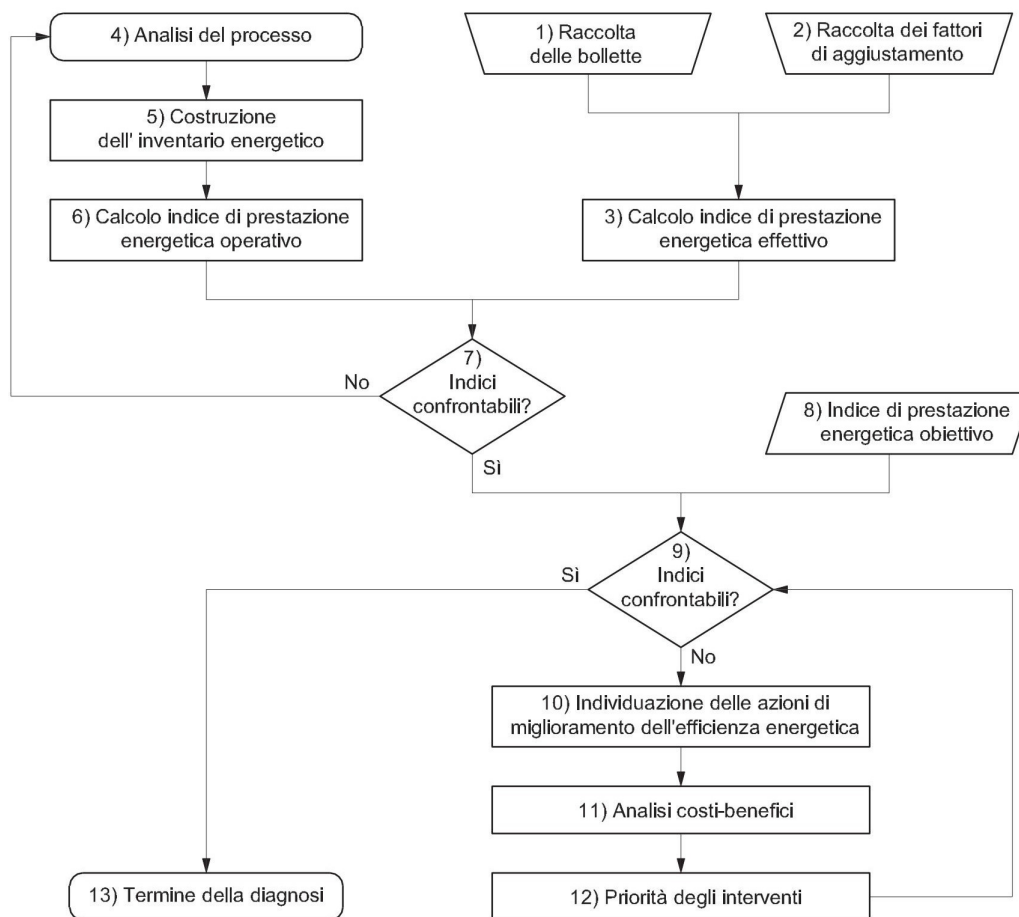 4) Analisi del processo
1) Raccolta
delle bollette
2) Raccolta dei fattori
di aggiustamento
5) Costruzione
dell' inventario energetico
6) Calcolo indice di prestazione
energetica operativo
3) Calcolo indice di prestazione
energetica effettivo
7)
Indici
confrontabili?
No
Sì
8) Indice di prestazione
energetica obiettivo
9)
Indici
confrontabili?
Sì
No
10) Individuazione delle azioni di
miglioramento dell'efficienza energetica
11) Analisi costi-benefici
12) Priorità degli interventi
13) Termine della diagnosi